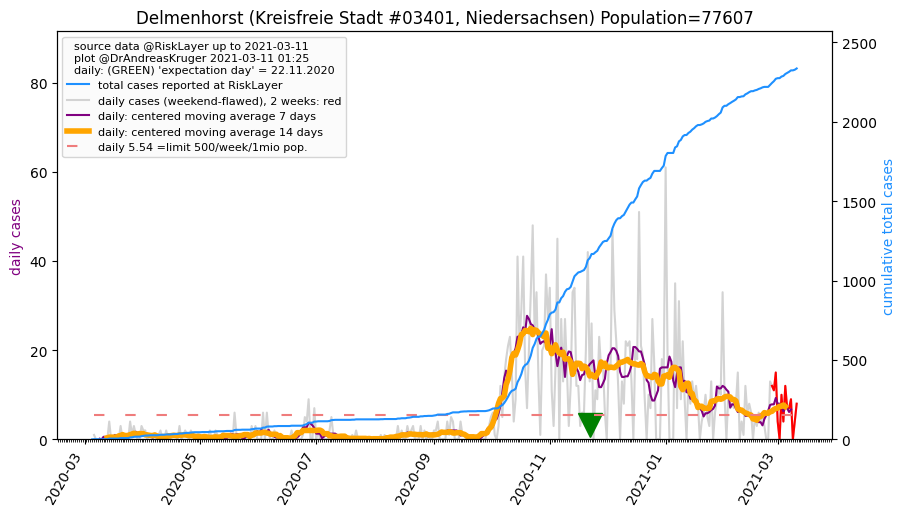 Delmenhorst (Kreisfreie Stadt #03401, Niedersachsen) Population=77607
source data @RiskLayer up to 2021-03-11
plot @DrAndreasKruger 2021-03-11 01:25
daily: (GREEN) 'expectation day' = 22.11.2020
total cases reported at RiskLayer
daily cases (weekend-flawed), 2 weeks: red
daily: centered moving average 7 days
daily: centered moving average 14 days
daily 5.54 =limit 500/week/1mio pop.
daily cases
80
60
40
20
0
cumulative total cases
2500
2000
1500
1000
500
0
2020-03
2020-05
2020-07
2020-09
2020-11
2021-01
2021-03